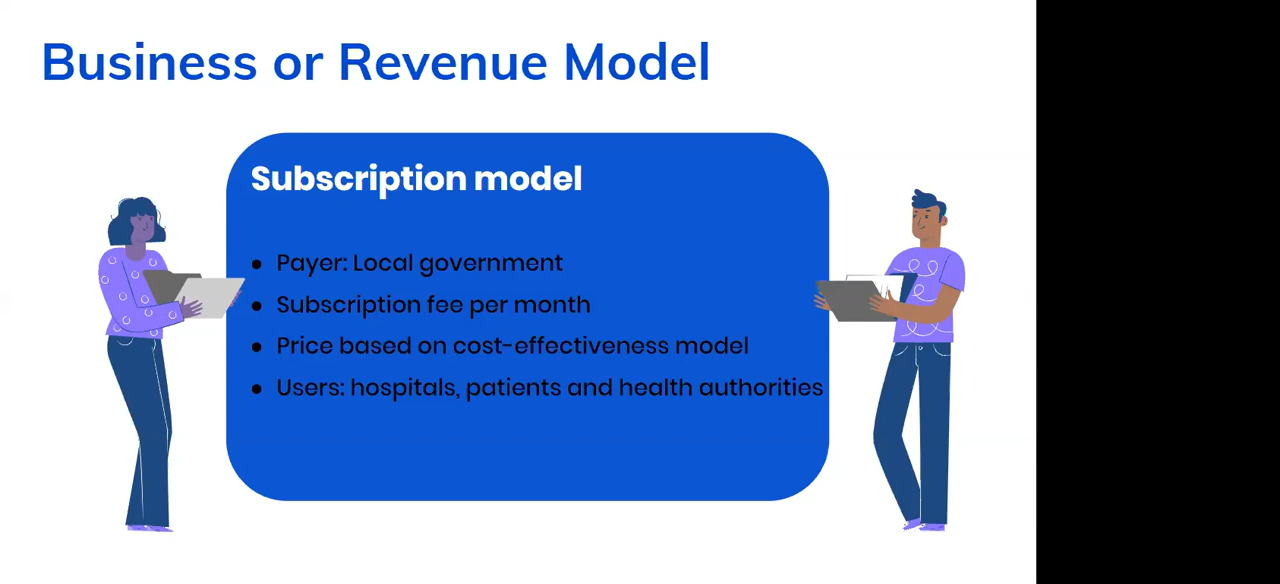 Business or Revenue Model
Subscription model
• Payer: Local government
• Subscription fee per month
• Price based on cost-effectiveness model
• Users: hospitals, patients and health authorities